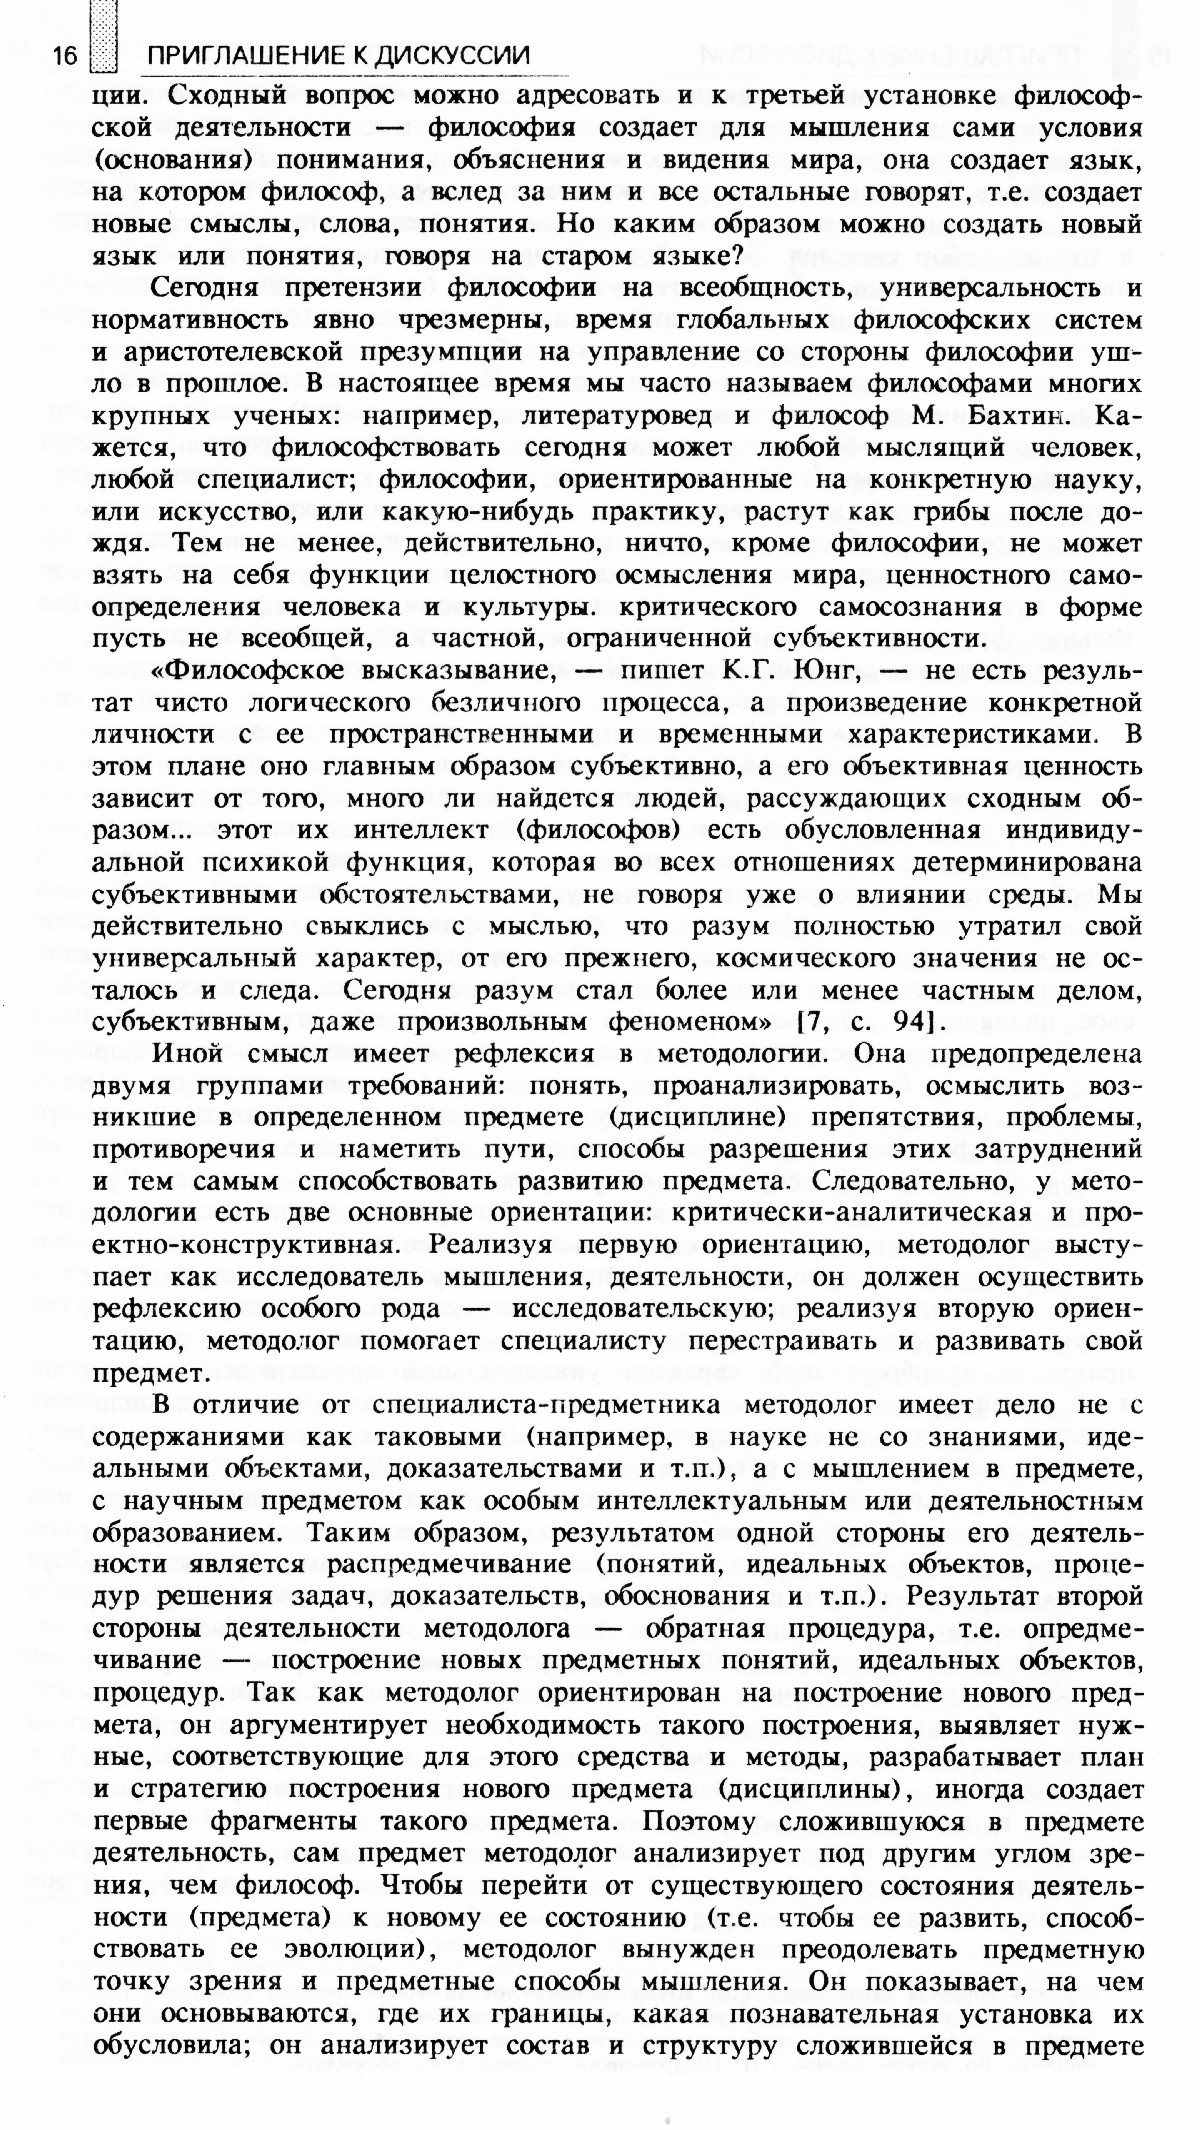 16 ПРИГЛАШЕНИЕ К ДИСКУССИИ
ции. Сходный вопрос можно адресовать и к третьей установке философ-
ской деятельности — философия создает для мышления сами условия
(основания) понимания, объяснения и видения мира, она создает язык,
на котором философ, а вслед за ним и все остальные говорят, т.е. создает
новые смыслы, слова, понятия. Но каким образом можно создать новый
язык или понятия, говоря на старом языке?
Сегодня претензии философии на всеобщность, универсальность и
нормативность явно чрезмерны, время глобальных философских систем
и аристотелевской презумпции на управление со стороны философии уш-
ло в прошлое. В настоящее время мы часто называем философами многих
крупных ученых: например, литературовед и философ М. Бахтин. Ка-
жется, что философствовать сегодня может любой мыслящий человек,
любой специалист; философии, ориентированные на конкретную науку,
или искусство, или какую-нибудь практику, растут как грибы после до-
ждя. Тем не менее, действительно, ничто, кроме философии, не может
взять на себя функции целостного осмысления мира, ценностного само-
определения человека и культуры. критического самосознания в форме
пусть не всеобщей, а частной, ограниченной субъективности.
«Философское высказывание, — пишет К.Г. Юнг, — не есть резуль-
тат чисто логического безличного процесса, а произведение конкретной
личности с ее пространственными и временными характеристиками. В
этом плане оно главным образом субъективно, а его объективная ценность
зависит от того, много ли найдется людей, рассуждающих сходным об-
разом... этот их интеллект (философов) есть обусловленная индивиду-
альной психикой функция, которая во всех отношениях детерминирована
субъективными обстоятельствами, не говоря уже о влиянии среды. Мы
действительно свыклись с мыслью, что разум полностью утратил свой
универсальный характер, от его прежнего, космического значения не ос-
талось и следа. Сегодня разум стал более или менее частным делом,
субъективным, даже произвольным феноменом» [7, с. 94].
Иной смысл имеет рефлексия в методологии. Она предопределена
двумя группами требований: понять, проанализировать, осмыслить воз-
никшие в определенном предмете (дисциплине) препятствия, проблемы,
противоречия и наметить пути, способы разрешения этих затруднений
и тем самым способствовать развитию предмета. Следовательно, у мето-
дологии есть две основные ориентации: критически-аналитическая и про-
ектно-конструктивная. Реализуя первую ориентацию, методолог высту-
пает как исследователь мышления, деятельности, он должен осуществить
рефлексию особого рода — исследовательскую; реализуя вторую ориен-
тацию, методолог помогает специалисту перестраивать и развивать свой
предмет.
В отличие от специалиста-предметника методолог имеет дело не с
содержаниями как таковыми (например, в науке не со знаниями, иде-
альными объектами, доказательствами и т.п.), а с мышлением в предмете,
с научным предметом как особым интеллектуальным или деятельностным
образованием. Таким образом, результатом одной стороны его деятель-
ности является распредмечивание (понятий, идеальных объектов, проце-
дур решения задач, доказательств, обоснования и т.п.). Результат второй
стороны деятельности методолога — обратная процедура, т.е. опредме-
чивание — построение новых предметных понятий, идеальных объектов,
процедур. Так как методолог ориентирован на построение нового пред-
мета, он аргументирует необходимость такого построения, выявляет нуж-
ные, соответствующие для этого средства и методы, разрабатывает план
и стратегию построения нового предмета (дисциплины), иногда создает
первые фрагменты такого предмета. Поэтому сложившуюся в предмете
деятельность, сам предмет методолог анализирует под другим углом зре-
ния, чем философ. Чтобы перейти от существующего состояния деятель-
ности (предмета) к новому ее состоянию (т.е. чтобы ее развить, способ-
ствовать ее эволюции), методолог вынужден преодолевать предметную
точку зрения и предметные способы мышления. Он показывает, на чем
они основываются, где их границы, какая познавательная установка их
обусловила; он анализирует состав и структуру сложившейся в предмете